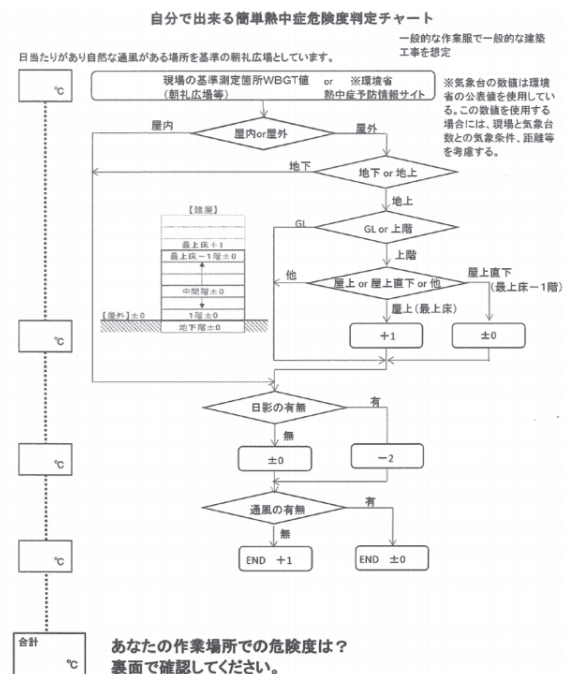 自分で出来る簡単熱中症危険度判定チャート
一般的な作業服で一般的な建築
工事を想定
日当たりがあり自然な通風がある場所を基準の朝礼広場としています。
℃
現場の基準測定箇所WBGT値 or ※環境省
(朝礼広場等) 熱中症予防情報サイト
※気象台の数値は環境
省の公表値を使用してい
る。この数値を使用する
場合には、現場と気象台
数との気象条件、距離等
を考慮する。
屋内
屋内or屋外
屋外
地下
地下 or 地上
地上
【建屋】
GL
GL or 上階
上階
最上床+1
最上床-1階±0
中間階±0
1階±0
地下階±0
【屋外】±0
他
屋上 or 屋上直下 or 他
屋上直下
(最上床-1階)
屋上(最上床)
℃
+1
±0
日影の有無
有
無
℃
±0
-2
通風の有無
有
無
℃
END +1
END ±0
合計
℃
あなたの作業場所での危険度は?
裏面で確認してください。